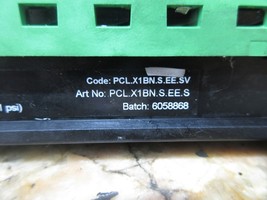 Code: PCL.X1BN.S.EE.SV
Art No: PCL.X1BN.S.EE.S
psi)
Batch: 6058868